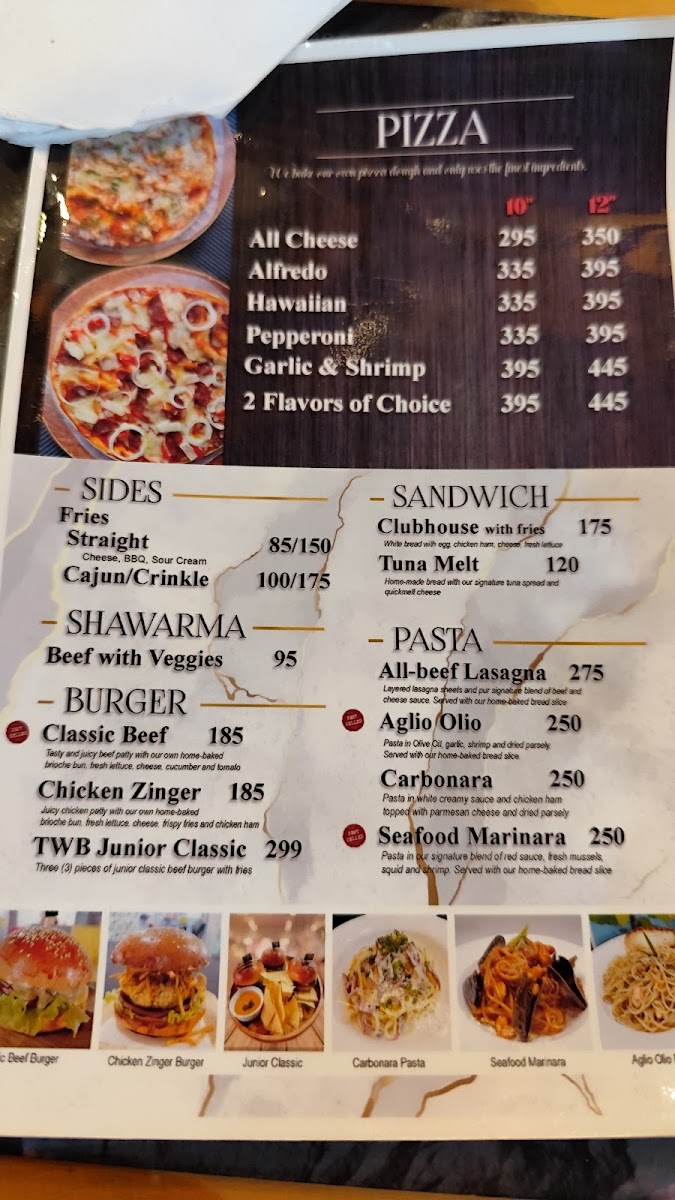 PIZZA
We bake our own pizza dough and only uses the finest ingredients.
10" 12"
All Cheese 295 350
Alfredo 335 395
Hawaiian 335 395
Pepperoni 335 395
Garlic & Shrimp 395 445
2 Flavors of Choice 395 445
SIDES
Fries
Straight 85/150
Cheese, BBQ, Sour Cream
Cajun/Crinkle 100/175
SHAWARMA
Beef with Veggies 95
BURGER
BEST SELLER
Classic Beef 185
Tasty and juicy beef patty with our own home-baked
brioche bun, fresh lettuce, cheese, cucumber and tomato
Chicken Zinger 185
Juicy chicken patty with our own home-baked
brioche bun, fresh lettuce, cheese, frispy fries and chicken ham
TWB Junior Classic 299
Three (3) pieces of junior classic beef burger with fries
SANDWICH
Clubhouse with fries 175
White bread with egg, chicken ham, cheese, fresh lettuce
Tuna Melt 120
Home-made bread with our signature tuna spread and
quickmelt cheese
PASTA
All-beef Lasagna 275
Layered lasagna sheets and pur signature blend of beef and
cheese sauce. Served with our home-baked bread slice
BEST SELLER
Aglio Olio 250
Pasta in Olive Oil, garlic, shrimp and dried parsely.
Served with our home-baked bread slice.
Carbonara 250
Pasta in white creamy sauce and chicken ham
topped with parmesan cheese and dried parsely
BEST SELLER
Seafood Marinara 250
Pasta in our signature blend of red sauce, fresh mussels,
squid and shrimp. Served with our home-baked bread slice
ic Beef Burger
Chicken Zinger Burger
Junior Classic
Carbonara Pasta
Seafood Marinara
Aglio Olio